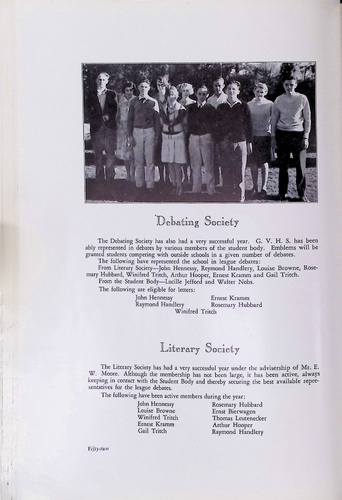 Debating Society
The Debating Society has also had a very successful year. G. V. H. S. has been
ably represented in debates by various members of the student body. Emblems will be
granted students competing with outside schools in a given number of debates.
The following have represented the school in league debates:
From Literary Society—John Hennessy, Reymond Handlery, Louise Browne, Rose-
mary Hubbard, Winifred Tritch, Arthur Hooper, Ernest Kramm and Gail Tritch.
From the Student Body—Lucille Jefford and Walter Nobs.
The following are eligible for letters:
John Hennessy Ernest Kramm
Raymond Handlery Rosemary Hubbard
Winifred Tritch
Literary Society
The Literary Society has had a very successful year under the advisership of Mr. E.
W. Moore. Although the membership has not been large, it has been active, always
keeping in contact with the Student Body and thereby securing the best available repre-
sentatives for the league debates.
The following have been active members during the year:
John Hennessy Rosemary Hubbard
Louise Browne Ernst Bierwagen
Winifred Tritch Thomas Leutenecker
Ernest Kramm Arthur Hooper
Gail Tritch Raymond Handlery
Fifty-two